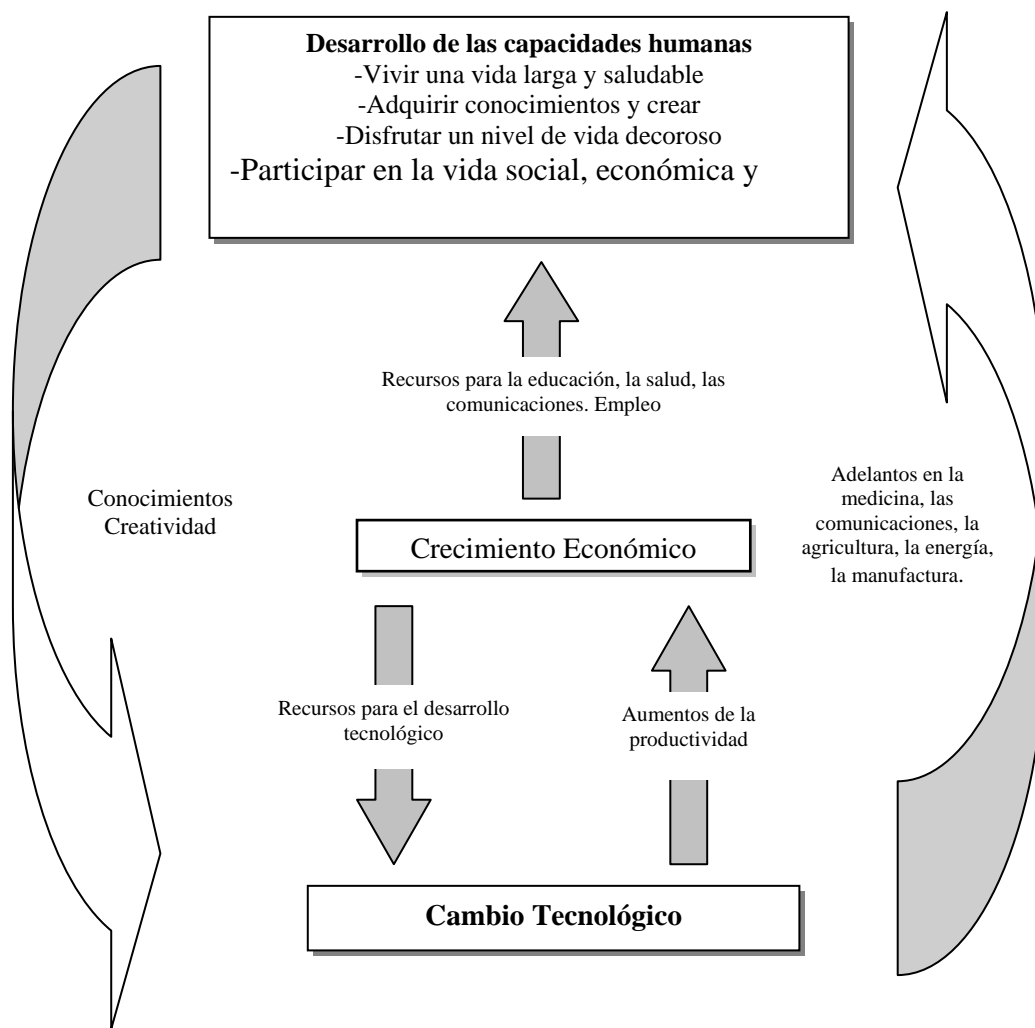 Desarrollo de las capacidades humanas
-Vivir una vida larga y saludable
-Adquirir conocimientos y crear
-Disfrutar un nivel de vida decoroso
-Participar en la vida social, económica y
Recursos para la educación, la salud, las
comunicaciones. Empleo
Conocimientos
Creatividad
Adelantos en la
medicina, las
comunicaciones, la
agricultura, la energía,
la manufactura.
Crecimiento Económico
Recursos para el desarrollo
tecnológico
Aumentos de la
productividad
Cambio Tecnológico